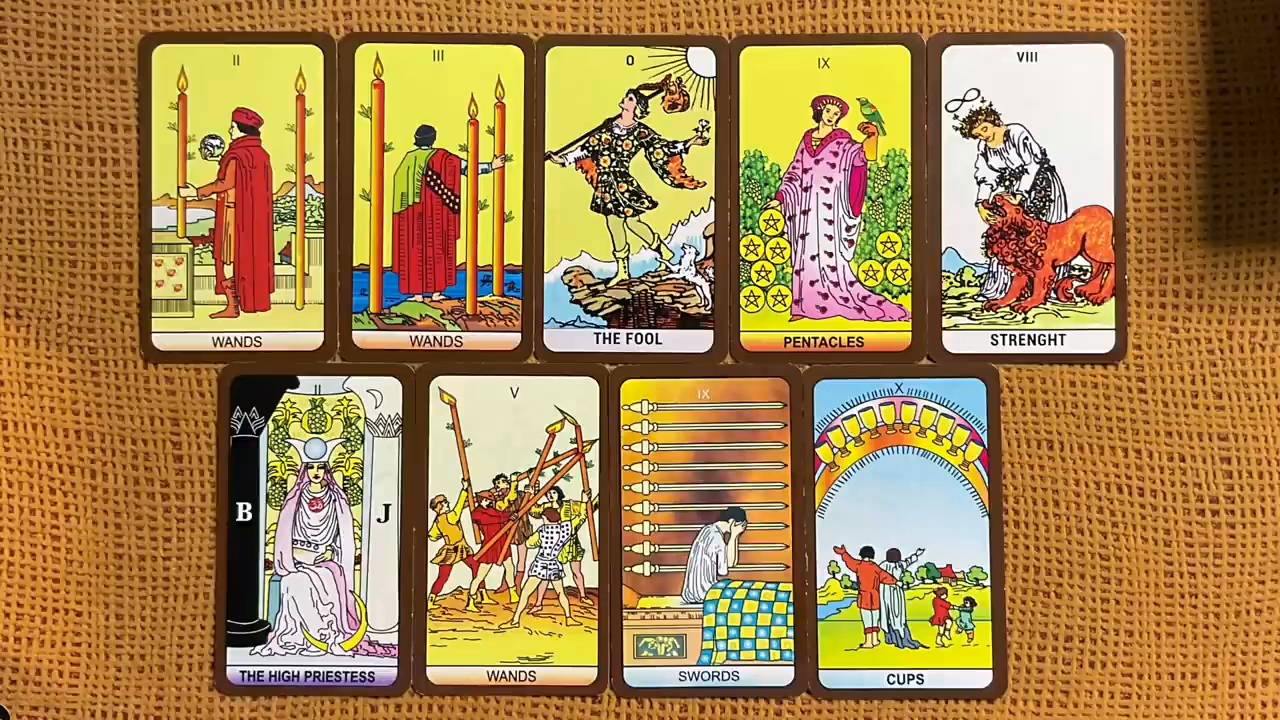 II
WANDS
III
WANDS
0
THE FOOL
IX
PENTACLES
VIII
STRENGHT
II
B
J
THE HIGH PRIESTESS
V
WANDS
IX
SWORDS
X
CUPS